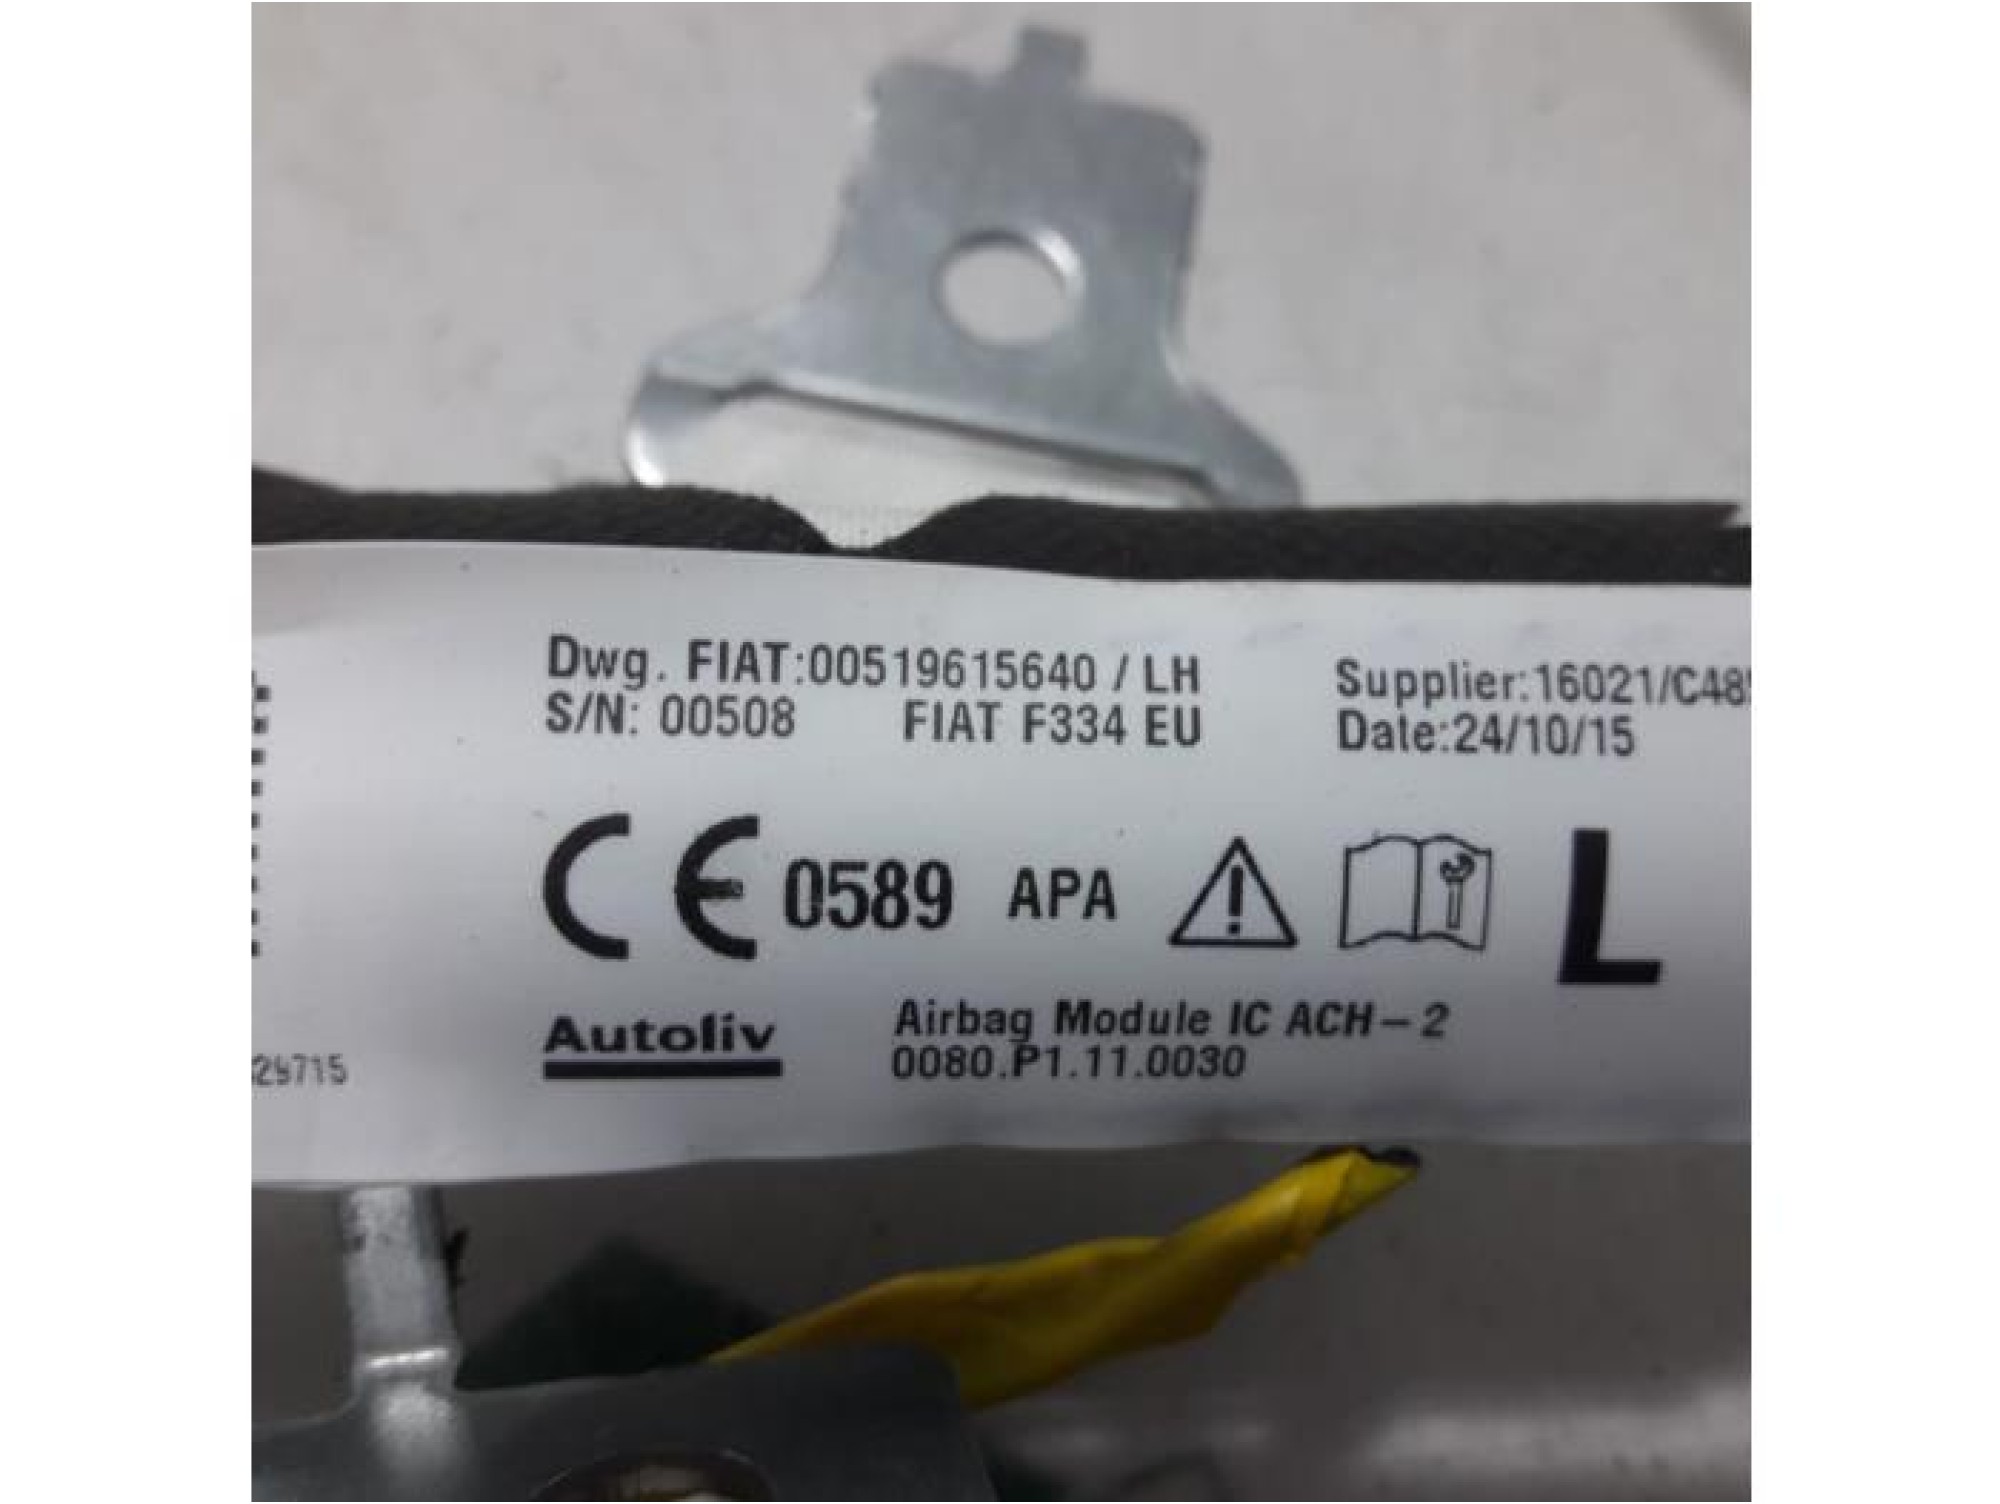 Dwg. FIAT:00519615640 / LH
S/N: 00508 FIAT F334 EU
Supplier:16021/C48
Date:24/10/15
CE 0589 APA L
Autoliv
Airbag Module IC ACH-2
0080.P1.11.0030
29715